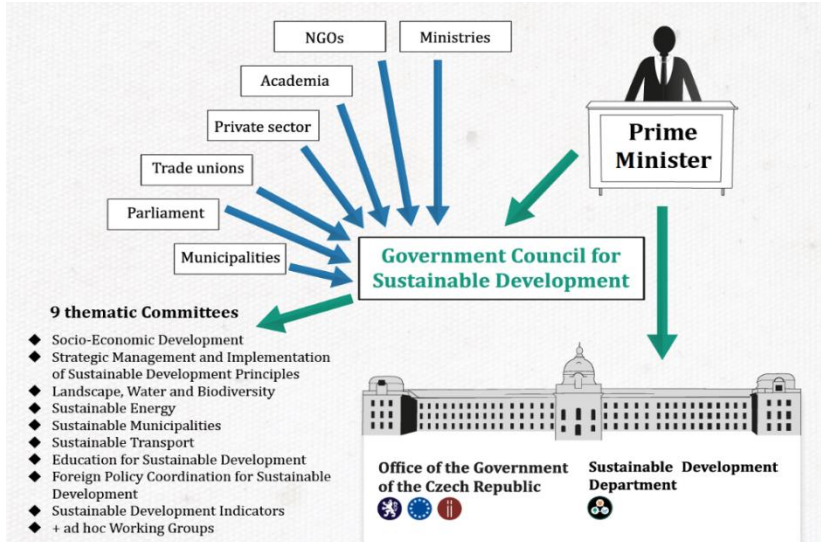 NGOs
Ministries
Academia
Private sector
Trade unions
Parliament
Municipalities
Prime
Minister
Government Council for
Sustainable Development
9 thematic Committees
Socio-Economic Development
Strategic Management and Implementation
of Sustainable Development Principles
Landscape, Water and Biodiversity
Sustainable Energy
Sustainable Municipalities
Sustainable Transport
Education for Sustainable Development
Foreign Policy Coordination for Sustainable
Development
Sustainable Development Indicators
+ ad hoc Working Groups
Office of the Government
of the Czech Republic
Sustainable Development
Department